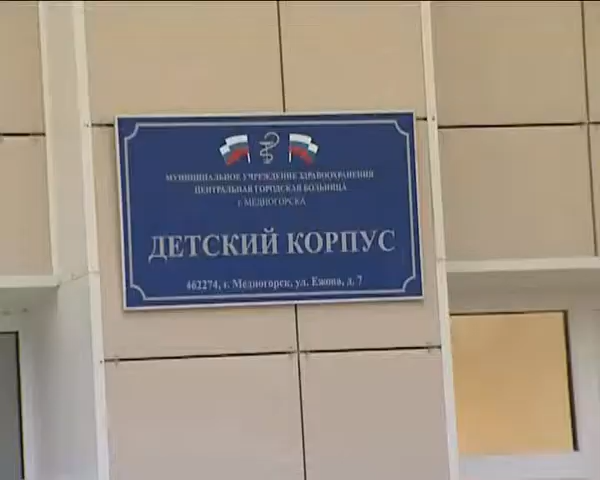 МУНИЦИПАЛЬНОЕ УЧРЕЖДЕНИЕ ЗДРАВООХРАНЕНИЯ
ЦЕНТРАЛЬНАЯ ГОРОДСКАЯ БОЛЬНИЦА
г. МЕДНОГОРСКА
ДЕТСКИЙ КОРПУС
462274, г. Медногорск, ул. Ежова, д. 7